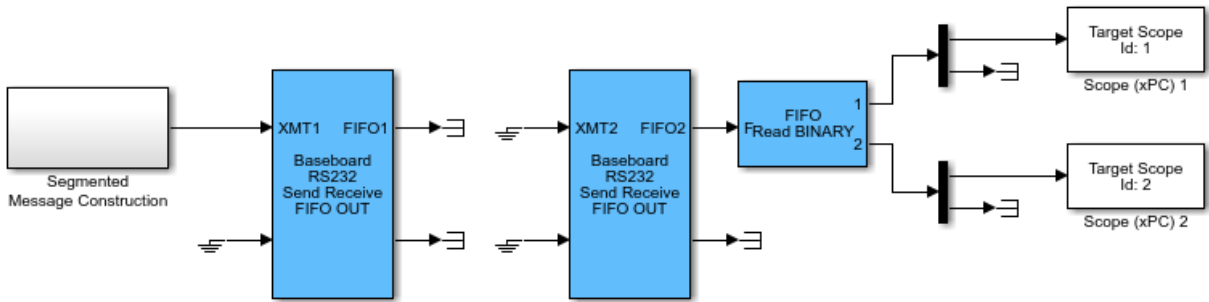 Segmented
Message Construction
XMT1
FIFO1
Baseboard
RS232
Send Receive
FIFO OUT
XMT2
FIFO2
Baseboard
RS232
Send Receive
FIFO OUT
F
FIFO
Read BINARY
1
2
Target Scope
Id: 1
Scope (xPC) 1
Target Scope
Id: 2
Scope (xPC) 2